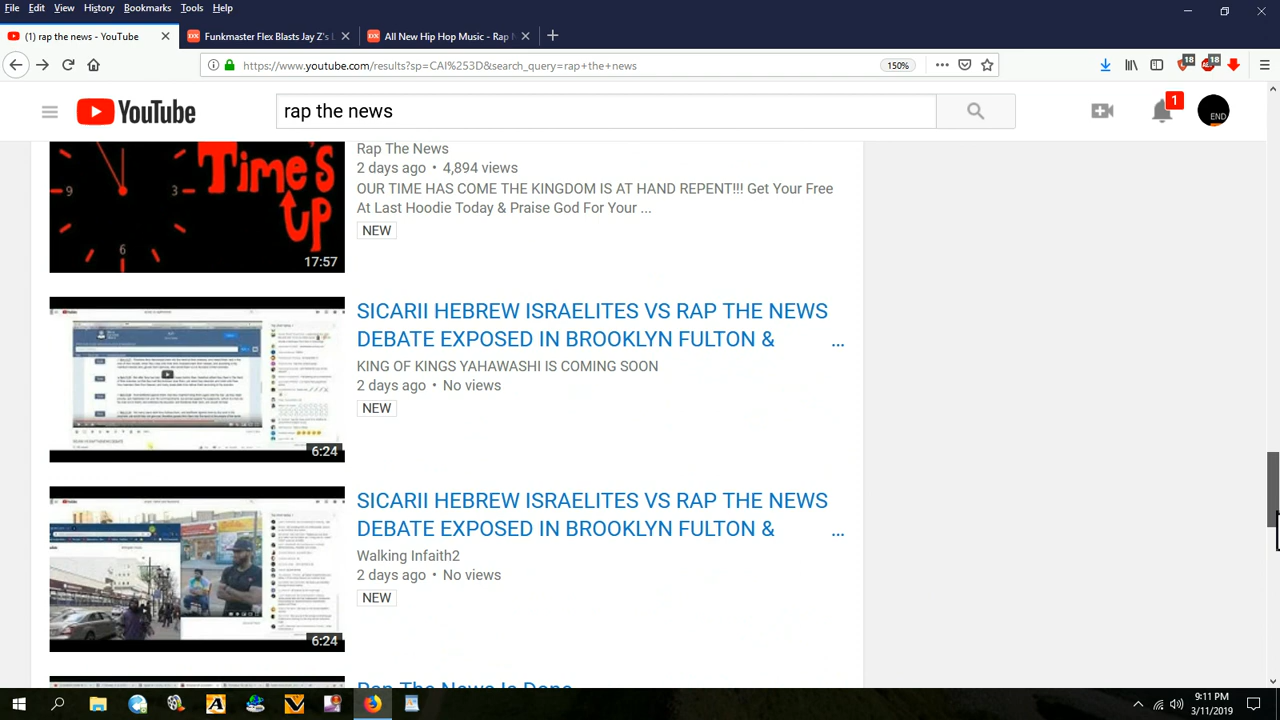 File Edit View History Bookmarks Tools Help
(1) rap the news - YouTube
Funkmaster Flex Blasts Jay Z's L
All New Hip Hop Music - Rap N
https://www.youtube.com/results?sp=CAI%253D&search_query=rap+the+news
150%
18
18
YouTube
rap the news
1
END
Time's
Up
9
3
6
17:57
Rap The News
2 days ago • 4,894 views
OUR TIME HAS COME THE KINGDOM IS AT HAND REPENT!!! Get Your Free
At Last Hoodie Today & Praise God For Your ...
NEW
SICARII HEBREW ISRAELITES VS RAP THE NEWS
DEBATE EXPOSED IN BROOKLYN FULTON & ...
KING OF KINGS YAHAWASHI IS COMING SOON
2 days ago • No views
NEW
6:24
SICARII HEBREW ISRAELITES VS RAP THE NEWS
DEBATE EXPOSED IN BROOKLYN FULTON & ...
Walking Infaith2
2 days ago • No views
NEW
6:24
Rap The News Is Done
9:11 PM
3/11/2019